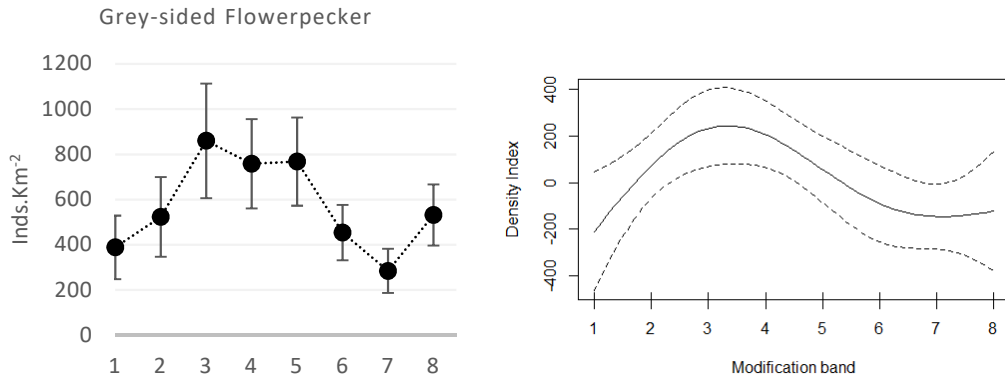 Grey-sided Flowerpecker
1200
1000
800
600
400
200
0
Inds.Km-2
1 2 3 4 5 6 7 8
400
200
0
-200
-400
Density Index
1 2 3 4 5 6 7 8
Modification band